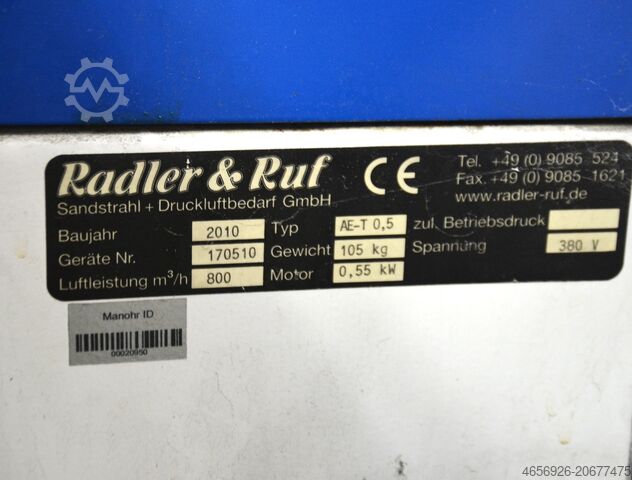 Radler & Ruf
Sandstrahl + Druckluftbedarf GmbH
CE
Tel. +49 (0) 9085 524
Fax. +49 (0) 9085 1621
www.radler-ruf.de
Baujahr 2010 Typ AE-T 0,5 zul. Betriebsdruck
Geräte Nr. 170510 Gewicht 105 kg Spannung 380 V
Luftleistung m³/h 800 Motor 0,55 kW
Manohr ID
00020950
4656926-20677475